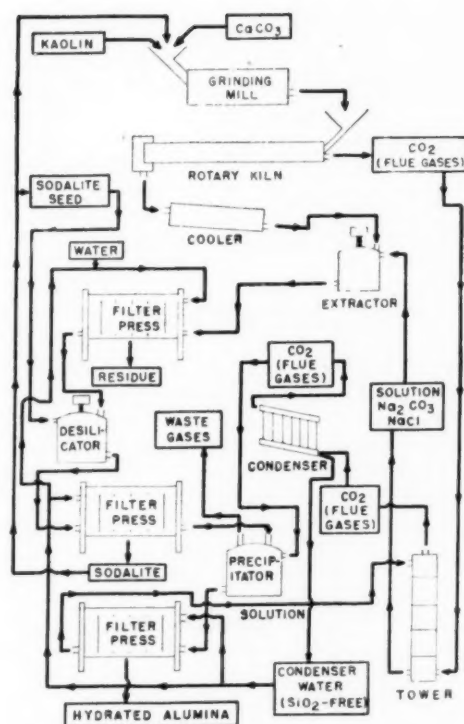 CaCO3
KAOLIN
GRINDING
MILL
CO2
(FLUE GASES)
ROTARY KILN
SODALITE
SEED
COOLER
WATER
EXTRACTOR
FILTER
PRESS
CO2
(FLUE
GASES)
RESIDUE
SOLUTION
Na2 CO3
NaCl
WASTE
GASES
DESILI-
CATOR
CONDENSER
CO2
(FLUE
GASES)
FILTER
PRESS
PRECIP-
ITATOR
SODALITE
SOLUTION
FILTER
PRESS
CONDENSER
WATER
(SiO2-FREE)
TOWER
HYDRATED ALUMINA